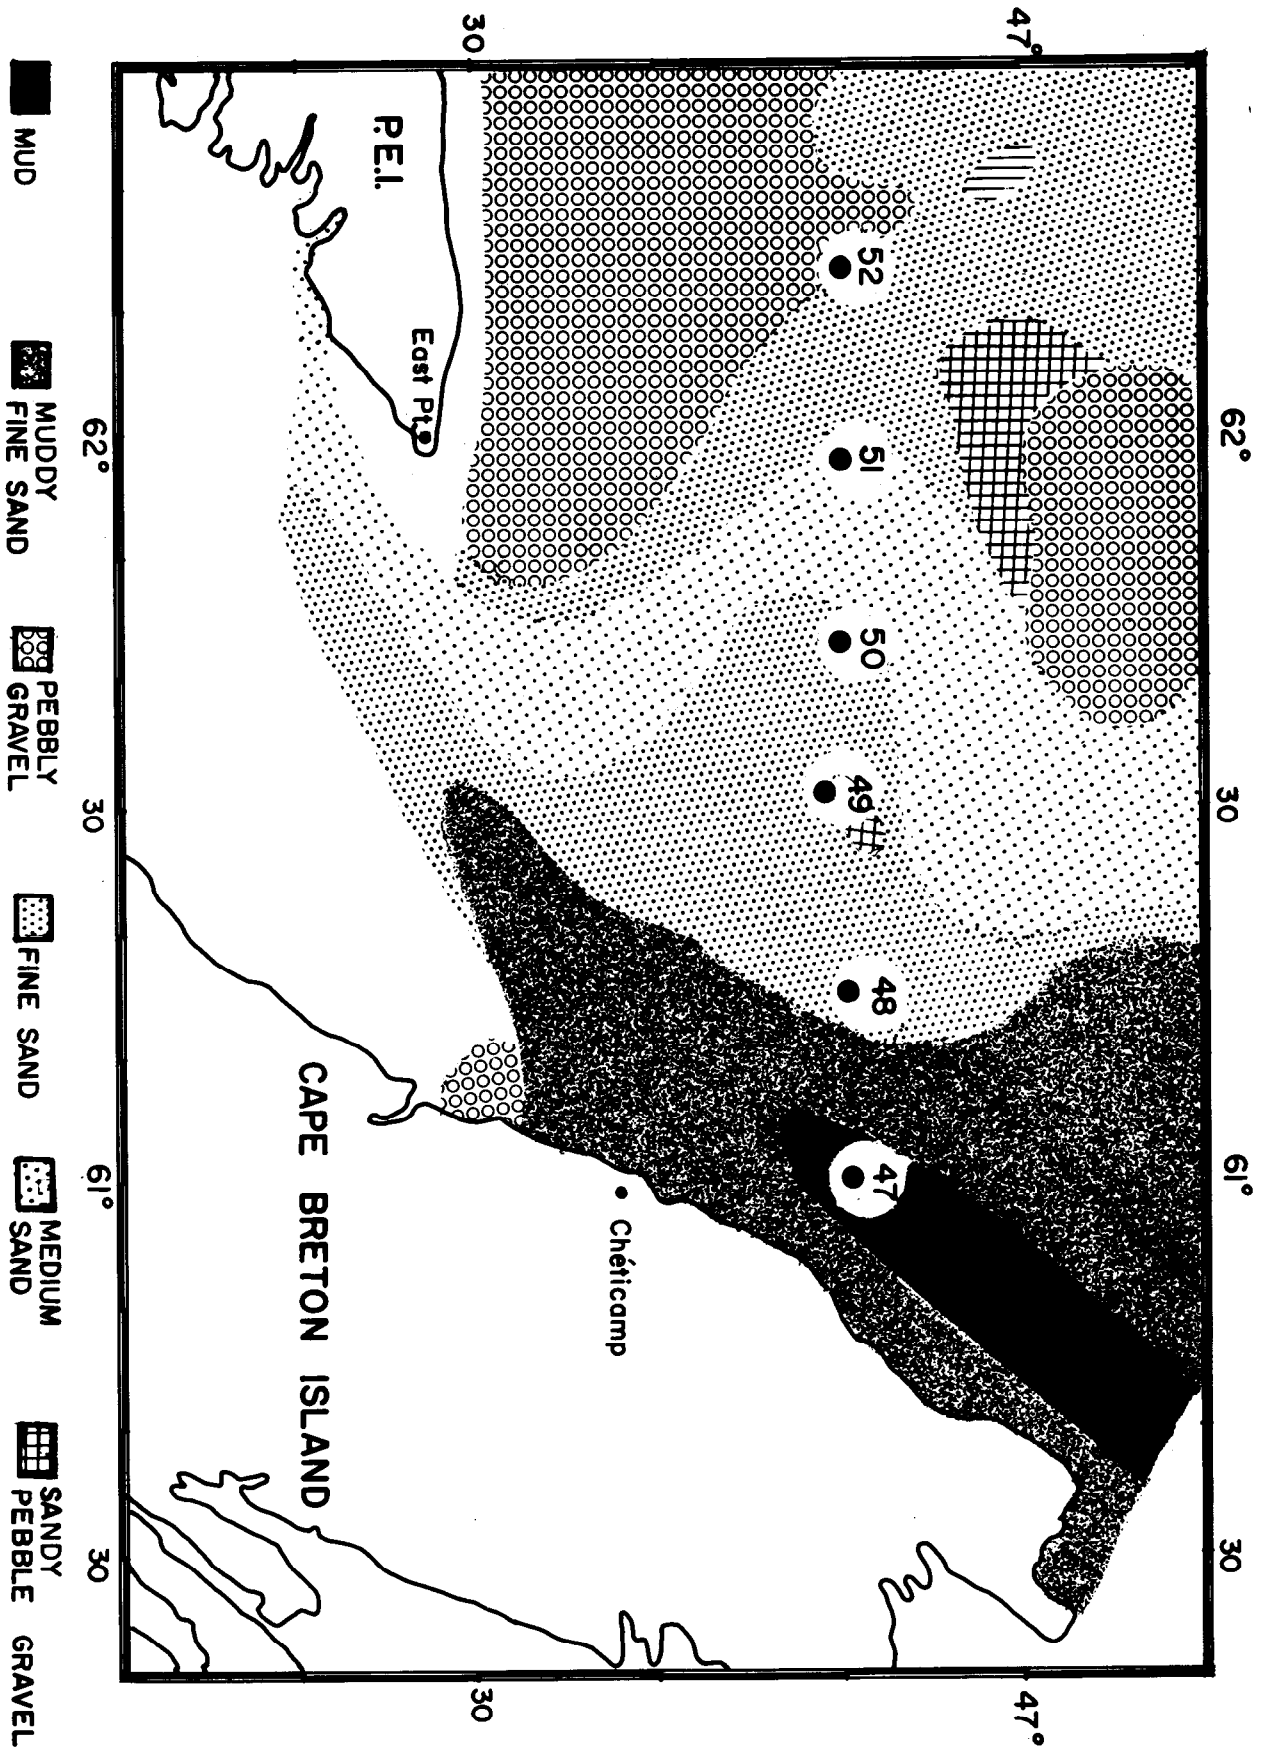 62°
30
61°
30
47°
47°
52
51
50
49
48
47
30
30
P.E.I.
East Pt.
Chéticamp
CAPE BRETON ISLAND
62°
30
61°
30
MUD
MUDDY
FINE SAND
PEBBLY
GRAVEL
FINE SAND
MEDIUM
SAND
SANDY
PEBBLE GRAVEL